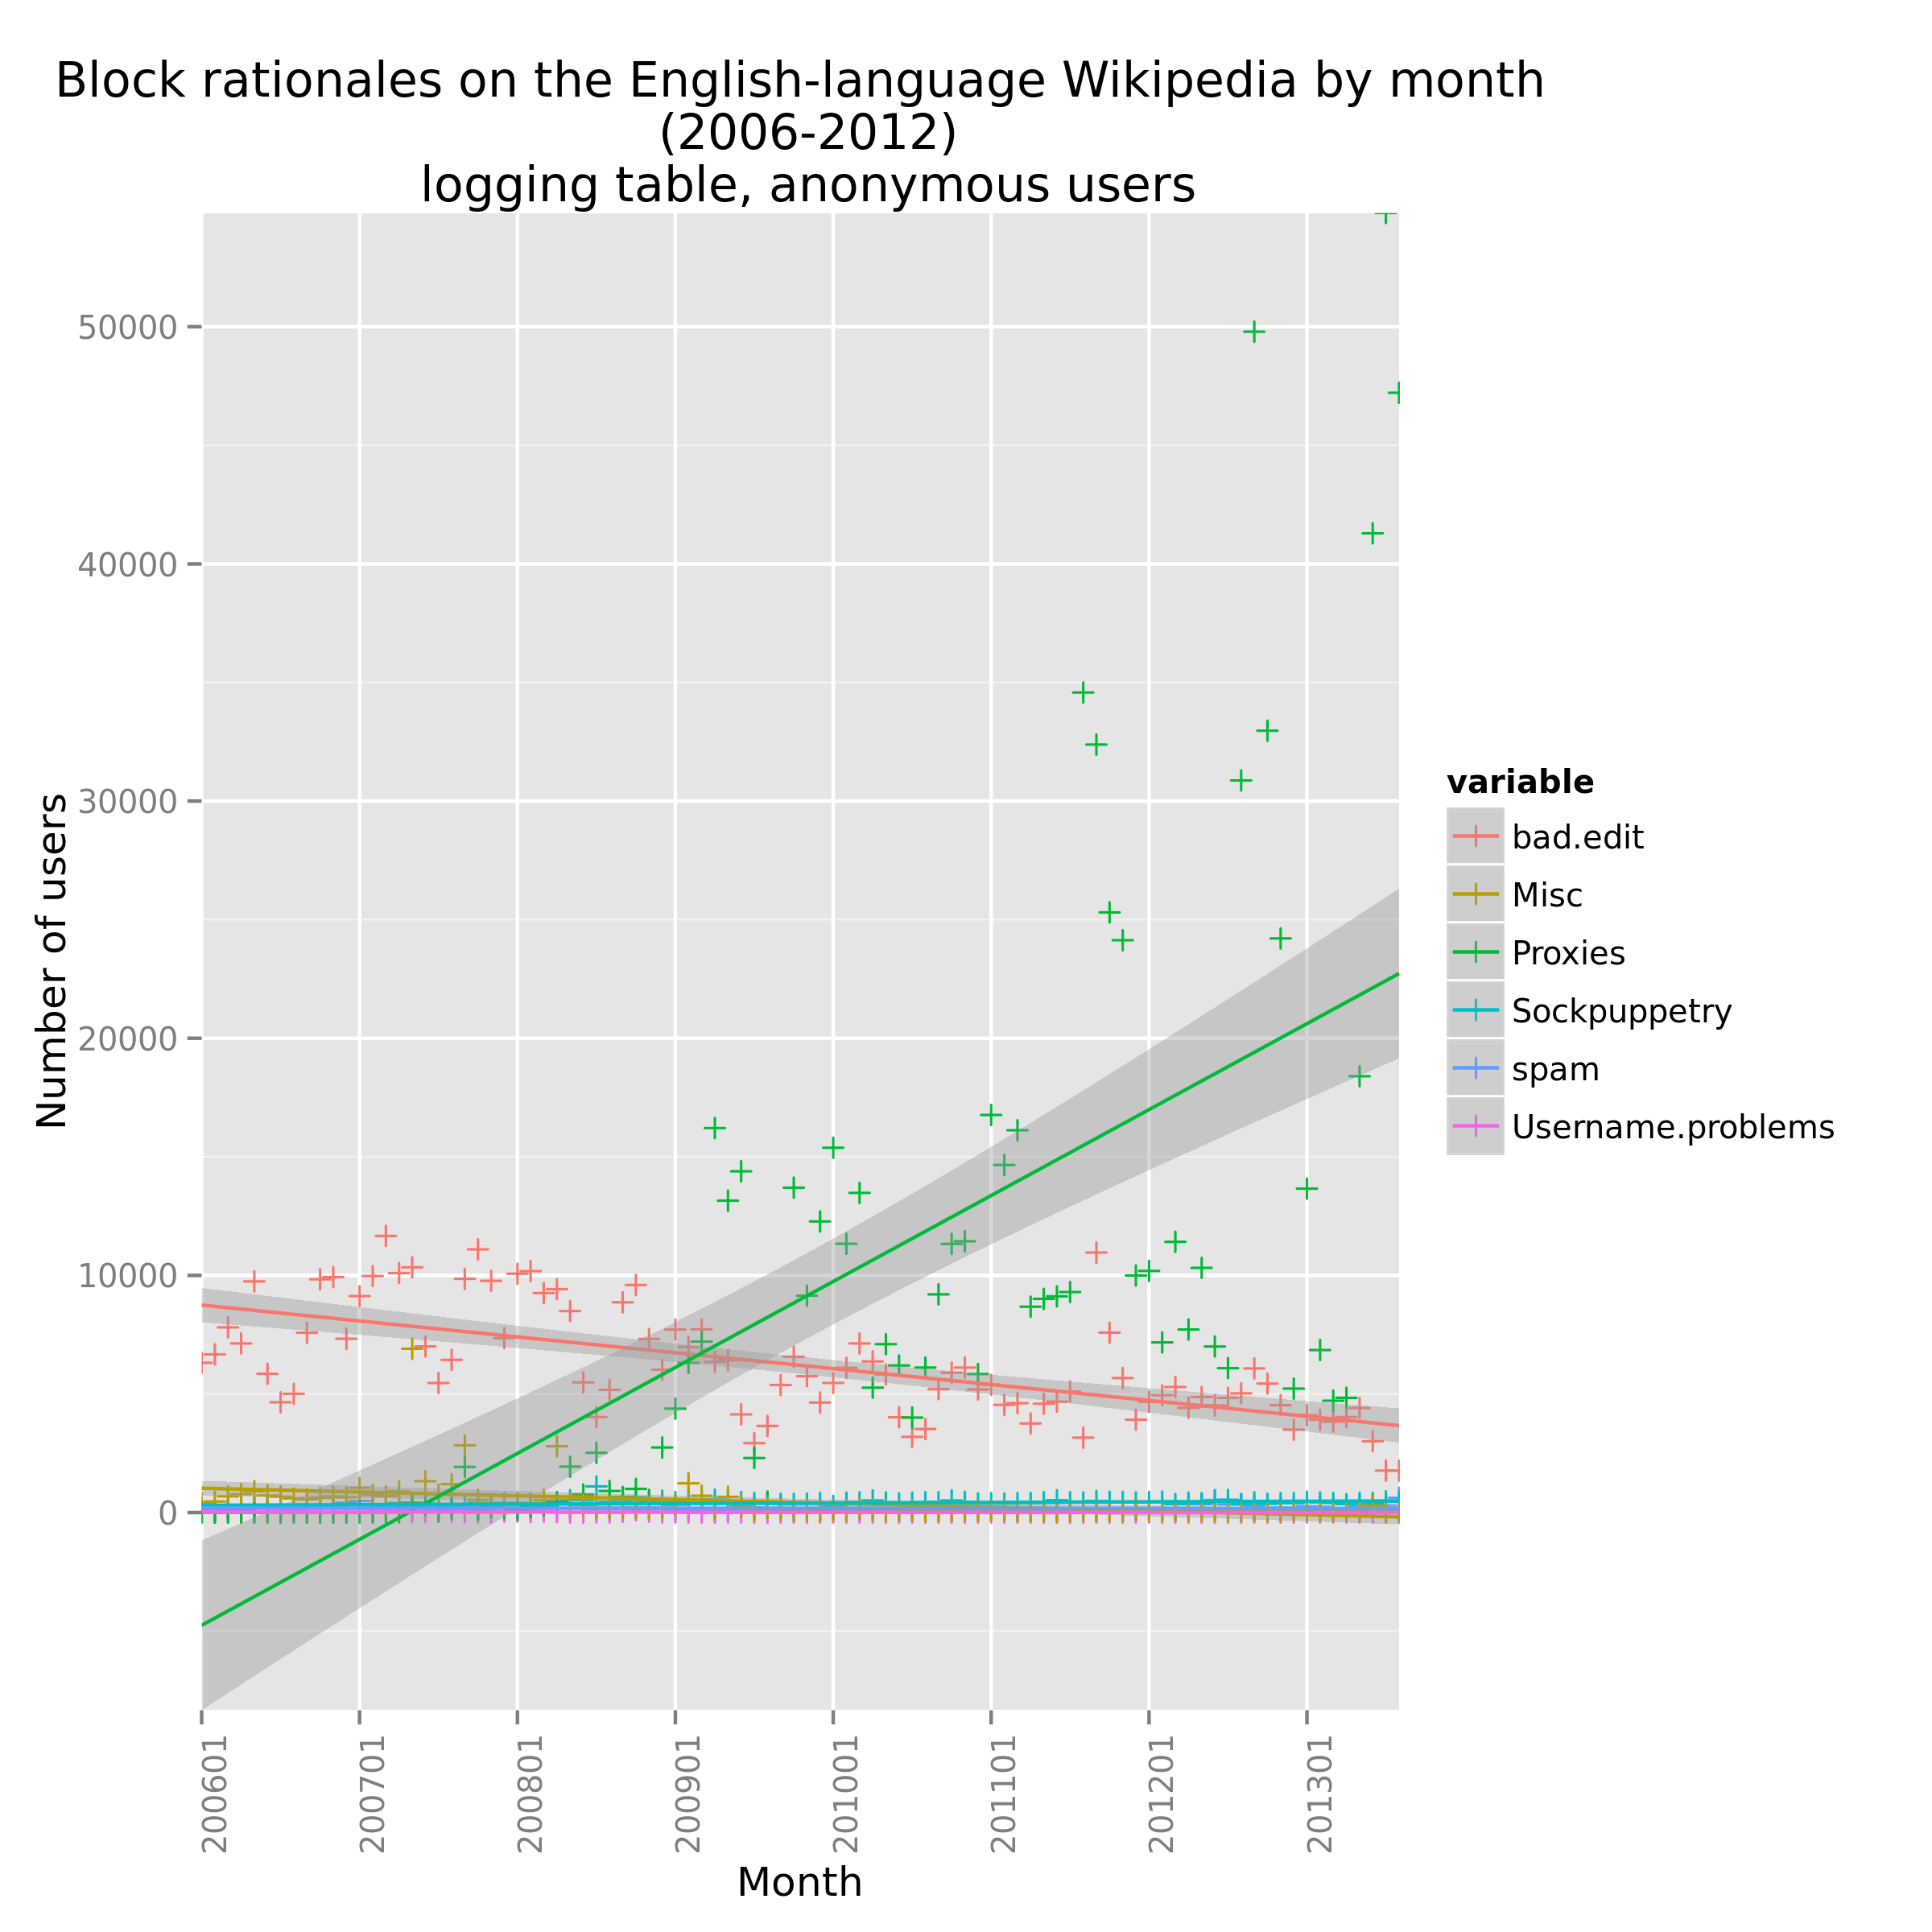 Block rationales on the English-language Wikipedia by month
(2006-2012)
logging table, anonymous users
Number of users
50000
40000
30000
20000
10000
0
200601
200701
200801
200901
201001
201101
201201
201301
Month
variable
bad.edit
Misc
Proxies
Sockpuppetry
spam
Username.problems